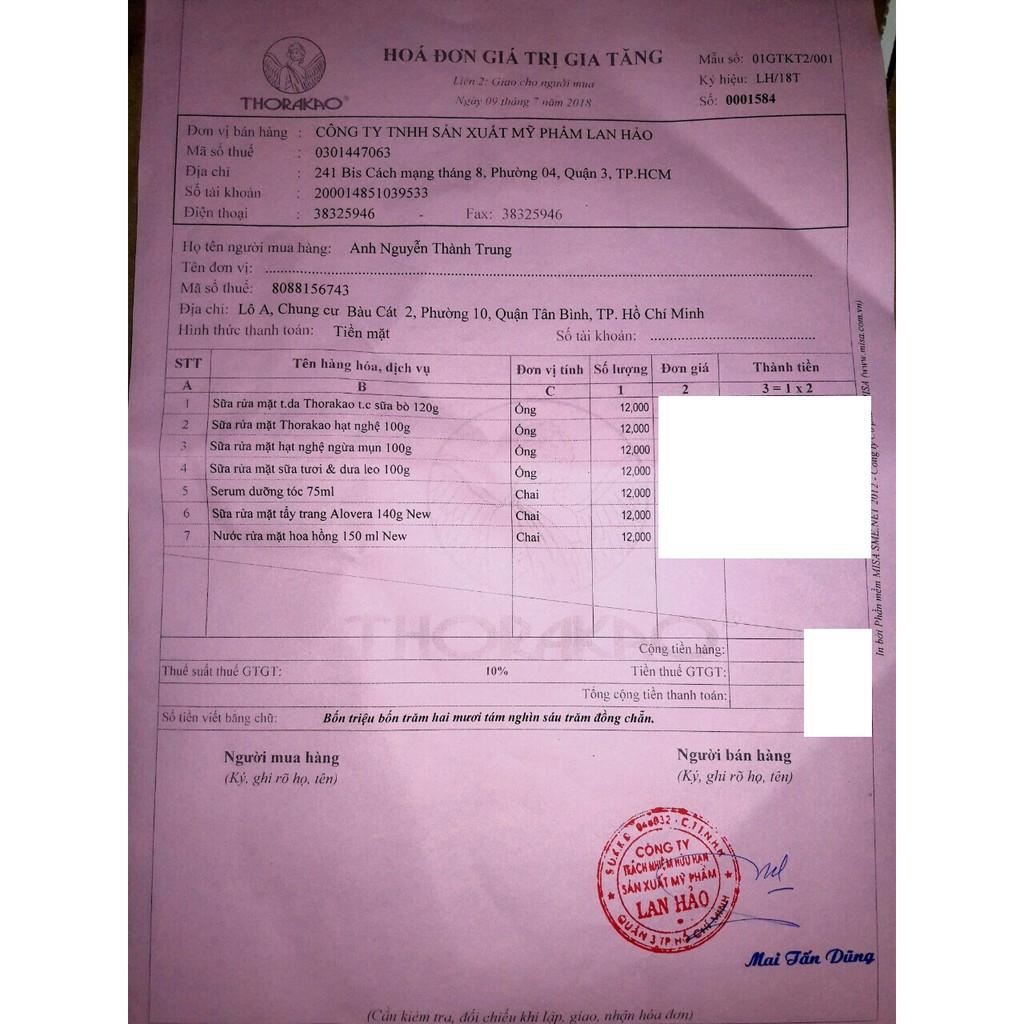 HOÁ ĐƠN GIÁ TRỊ GIA TĂNG
Liên 2: Giao cho người mua
Ngày 09 tháng 7 năm 2018
Mẫu số: 01GTKT2/001
Ký hiệu: LH/18T
Số: 0001584
THORAKAO®
Đơn vị bán hàng : CÔNG TY TNHH SẢN XUẤT MỸ PHẨM LAN HẢO
Mã số thuế : 0301447063
Địa chỉ : 241 Bis Cách mạng tháng 8, Phường 04, Quận 3, TP.HCM
Số tài khoản : 200014851039533
Điện thoại : 38325946 - Fax: 38325946
Họ tên người mua hàng: Anh Nguyễn Thành Trung
Tên đơn vị:
Mã số thuế: 8088156743
Địa chỉ: Lô A, Chung cư Bàu Cát 2, Phường 10, Quận Tân Bình, TP. Hồ Chí Minh
Hình thức thanh toán: Tiền mặt Số tài khoản:
STT Tên hàng hóa, dịch vụ Đơn vị tính Số lượng Đơn giá Thành tiền
A B C 1 2 3 = 1 x 2
1 Sữa rửa mặt t.da Thorakao t.c sữa bò 120g Ống 12,000
2 Sữa rửa mặt Thorakao hạt nghệ 100g Ống 12,000
3 Sữa rửa mặt hạt nghệ ngừa mụn 100g Ống 12,000
4 Sữa rửa mặt sữa tươi & dưa leo 100g Ống 12,000
5 Serum dưỡng tóc 75ml Chai 12,000
6 Sữa rửa mặt tẩy trang Alovera 140g New Chai 12,000
7 Nước rửa mặt hoa hồng 150 ml New Chai 12,000
THORAKAO®
Cộng tiền hàng:
Thuế suất thuế GTGT: 10% Tiền thuế GTGT:
Tổng cộng tiền thanh toán:
Số tiền viết bằng chữ: Bốn triệu bốn trăm hai mươi tám nghìn sáu trăm đồng chẵn.
Người mua hàng
(Ký, ghi rõ họ, tên)
Người bán hàng
(Ký, ghi rõ họ, tên)
CÔNG TY
TRÁCH NHIỆM HỮU HẠN
SẢN XUẤT MỸ PHẨM
LAN HẢO
QUẬN 3 TP.HỒ CHÍ MINH
Mai Tấn Dũng
(Cần kiểm tra, đối chiếu khi lập, giao, nhận hóa đơn)
In bởi Phần mềm MISA SME.NET 2012 - Công ty Cổ (www.misa.com.vn)